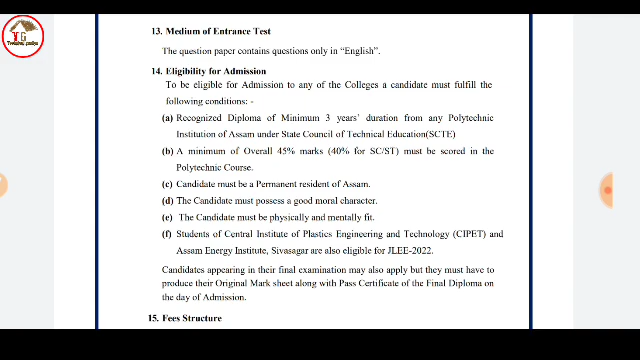 13. Medium of Entrance Test
The question paper contains questions only in "English".
14. Eligibility for Admission
To be eligible for Admission to any of the Colleges a candidate must fulfill the
following conditions: -
(a) Recognized Diploma of Minimum 3 years' duration from any Polytechnic
Institution of Assam under State Council of Technical Education(SCTE)
(b) A minimum of Overall 45% marks (40% for SC/ST) must be scored in the
Polytechnic Course.
(c) Candidate must be a Permanent resident of Assam.
(d) The Candidate must possess a good moral character.
(e) The Candidate must be physically and mentally fit.
(f) Students of Central Institute of Plastics Engineering and Technology (CIPET) and
Assam Energy Institute, Sivasagar are also eligible for JLEE-2022.
Candidates appearing in their final examination may also apply but they must have to
produce their Original Mark sheet along with Pass Certificate of the Final Diploma on
the day of Admission.
15. Fees Structure